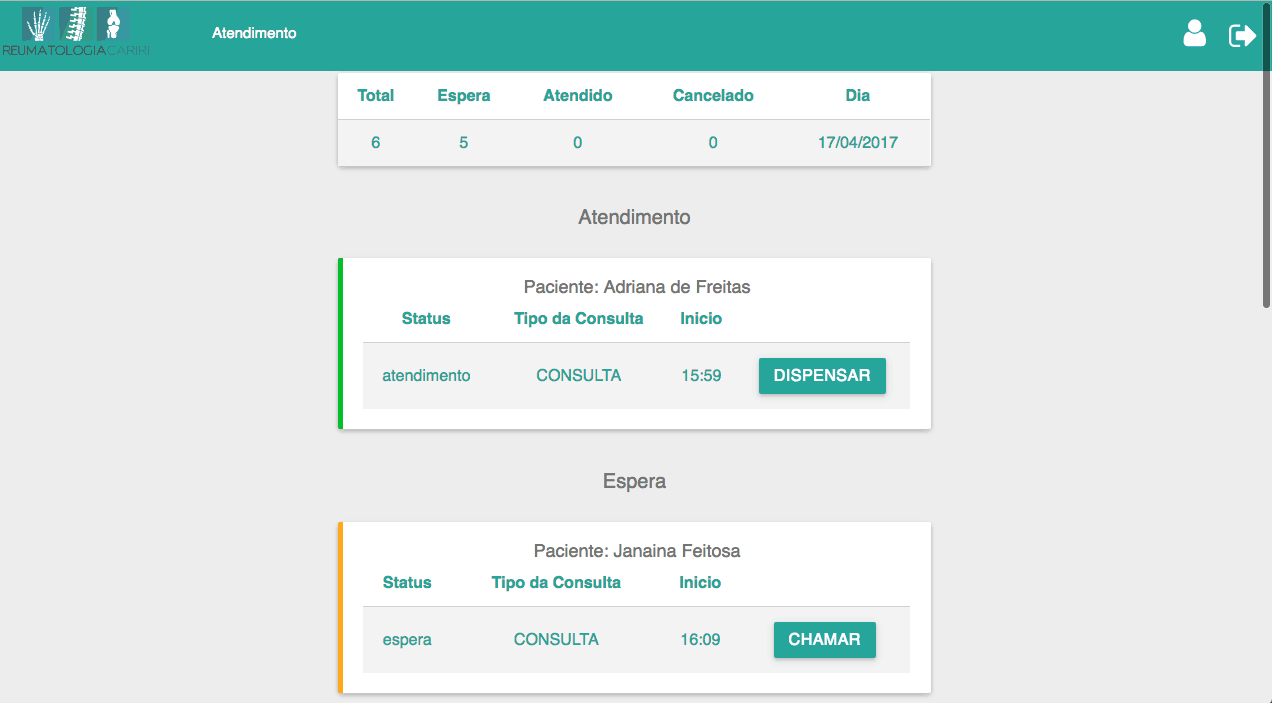 REUMATOLOGIACARIRI
Atendimento
Total Espera Atendido Cancelado Dia
6 5 0 0 17/04/2017
Atendimento
Paciente: Adriana de Freitas
Status Tipo da Consulta Inicio
atendimento CONSULTA 15:59 DISPENSAR
Espera
Paciente: Janaina Feitosa
Status Tipo da Consulta Inicio
espera CONSULTA 16:09 CHAMAR